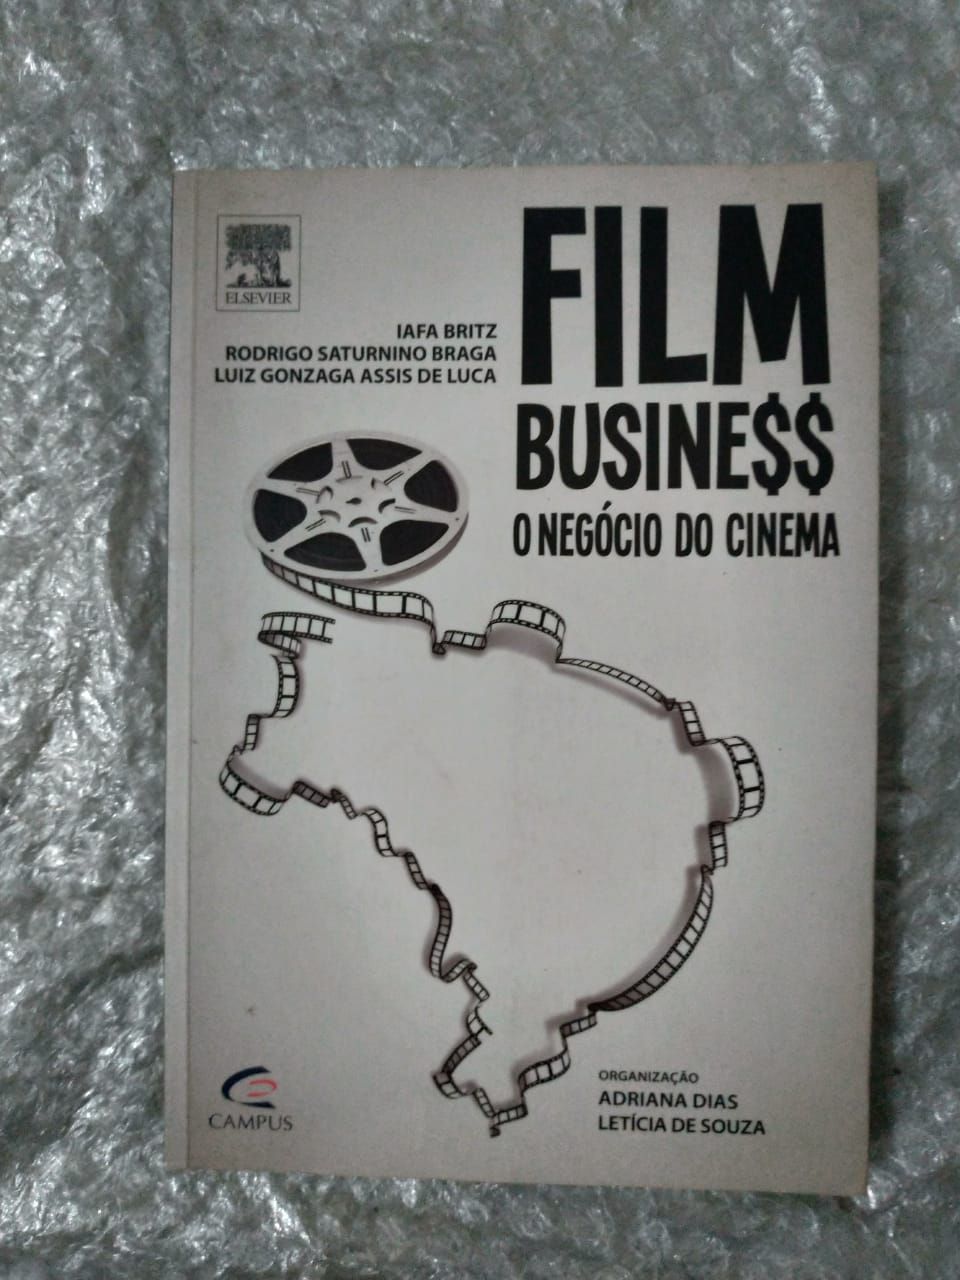 ELSEVIER
IAFA BRITZ
RODRIGO SATURNINO BRAGA
LUIZ GONZAGA ASSIS DE LUCA
FILM
BUSINE$$
O NEGÓCIO DO CINEMA
ORGANIZAÇÃO
ADRIANA DIAS
LETÍCIA DE SOUZA
CAMPUS